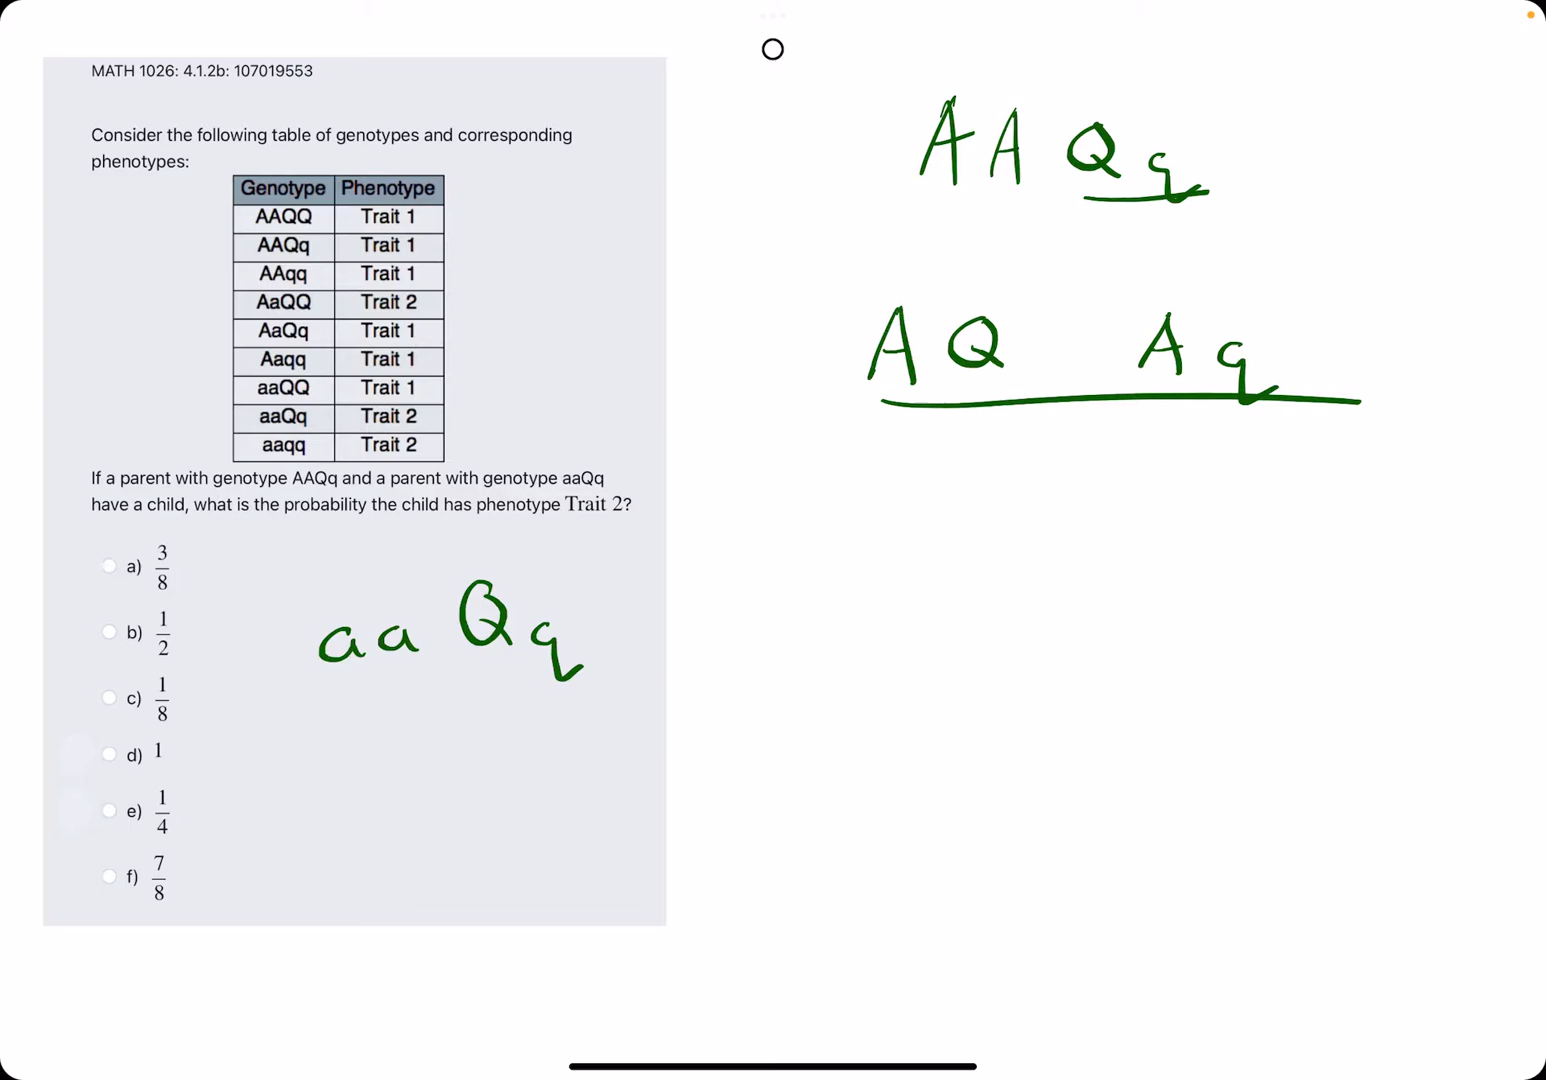 MATH 1026: 4.1.2b: 107019553
Consider the following table of genotypes and corresponding
phenotypes:
Genotype Phenotype
AAQQ Trait 1
AAQq Trait 1
AAqq Trait 1
AaQQ Trait 2
AaQq Trait 1
Aaqq Trait 1
aaQQ Trait 1
aaQq Trait 2
aaqq Trait 2
If a parent with genotype AAQq and a parent with genotype aaQq
have a child, what is the probability the child has phenotype Trait 2?
a) 3/8
b) 1/2
c) 1/8
d) 1
e) 1/4
f) 7/8
aa Qq
AA Qq
AQ Aq